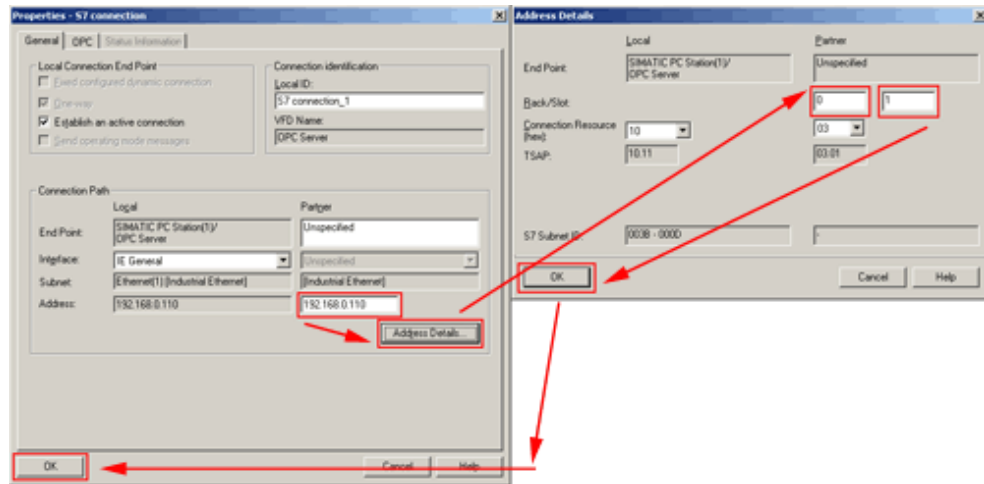 Properties - S7 connection
General
OPC
Status Information
Local Connection End Point
Fixed configured dynamic connection
One-way
Establish an active connection
Send operating mode messages
Connection identification
Local ID:
S7 connection_1
VFD Name:
OPC Server
Connection Path
Local
Partner
End Point:
SIMATIC PC Station(1)/
OPC Server
Unspecified
Interface:
IE General
Unspecified
Subnet:
Ethernet(1) [Industrial Ethernet]
[Industrial Ethernet]
Address:
192.168.0.110
192.168.0.110
Address Details...
OK
Cancel
Help
Address Details
Local
Partner
End Point:
SIMATIC PC Station(1)/
OPC Server
Unspecified
Rack/Slot:
0
1
Connection Resource
(hex):
10
03
TSAP:
10.11
03.01
S7 Subnet ID:
003B - 000D
-
OK
Cancel
Help